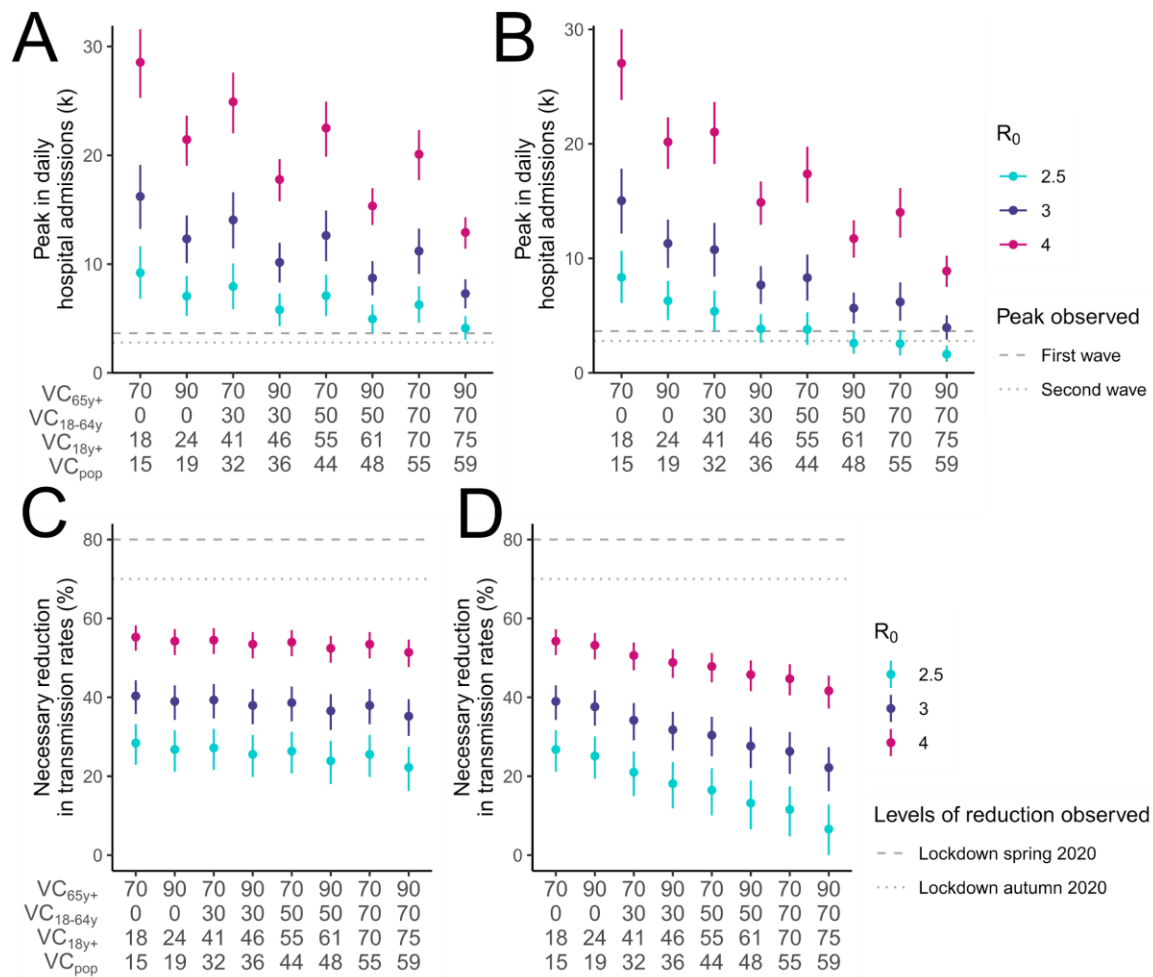 A
Peak in daily
hospital admissions (k)
30
20
10
0
VC65y+ 70 90 70 90 70 90 70 90
VC18-64y 0 0 30 30 50 50 70 70
VC18y+ 18 24 41 46 55 61 70 75
VCpop 15 19 32 36 44 48 55 59
B
Peak in daily
hospital admissions (k)
30
20
10
0
70 90 70 90 70 90 70 90
0 0 30 30 50 50 70 70
18 24 41 46 55 61 70 75
15 19 32 36 44 48 55 59
R0
2.5
3
4
Peak observed
First wave
Second wave
C
Necessary reduction
in transmission rates (%)
80
60
40
20
0
VC65y+ 70 90 70 90 70 90 70 90
VC18-64y 0 0 30 30 50 50 70 70
VC18y+ 18 24 41 46 55 61 70 75
VCpop 15 19 32 36 44 48 55 59
D
Necessary reduction
in transmission rates (%)
80
60
40
20
0
70 90 70 90 70 90 70 90
0 0 30 30 50 50 70 70
18 24 41 46 55 61 70 75
15 19 32 36 44 48 55 59
R0
2.5
3
4
Levels of reduction observed
Lockdown spring 2020
Lockdown autumn 2020